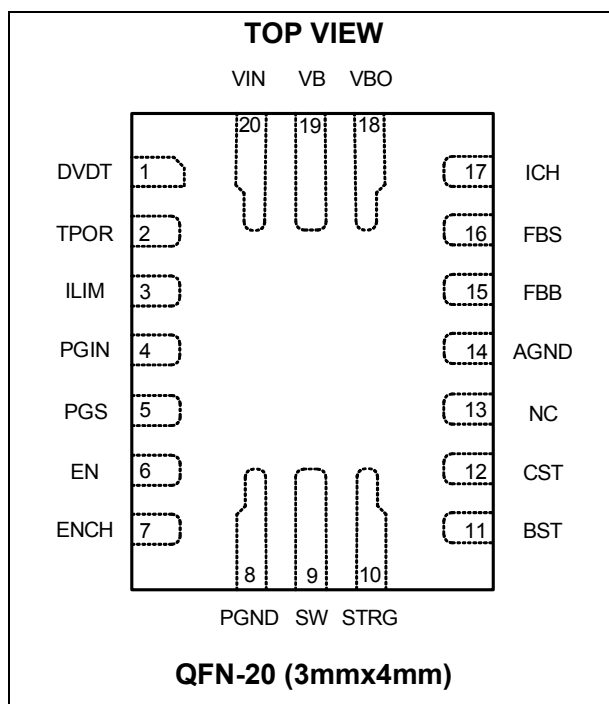 TOP VIEW
VIN VB VBO
20 19 18
DVDT 1 17 ICH
TPOR 2 16 FBS
ILIM 3 15 FBB
PGIN 4 14 AGND
PGS 5 13 NC
EN 6 12 CST
ENCH 7 11 BST
8 9 10
PGND SW STRG
QFN-20 (3mmx4mm)